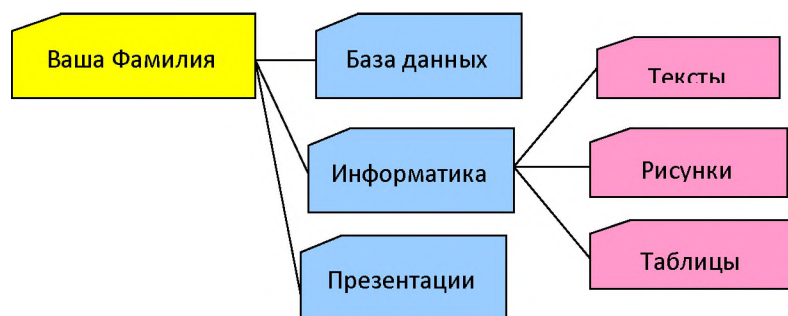 Ваша Фамилия
База данных
Тексты
Информатика
Рисунки
Презентации
Таблицы